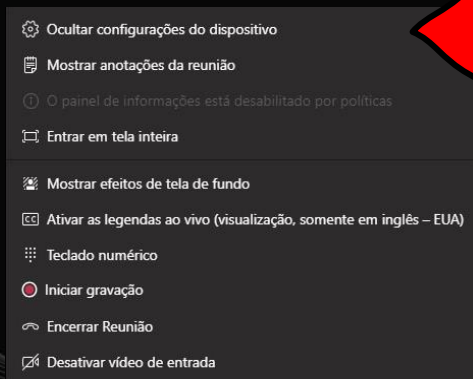 Ocultar configurações do dispositivo
Mostrar anotações da reunião
O painel de informações está desabilitado por políticas
Entrar em tela inteira
Mostrar efeitos de tela de fundo
CC Ativar as legendas ao vivo (visualização, somente em inglês – EUA)
Teclado numérico
Iniciar gravação
Encerrar Reunião
Desativar vídeo de entrada